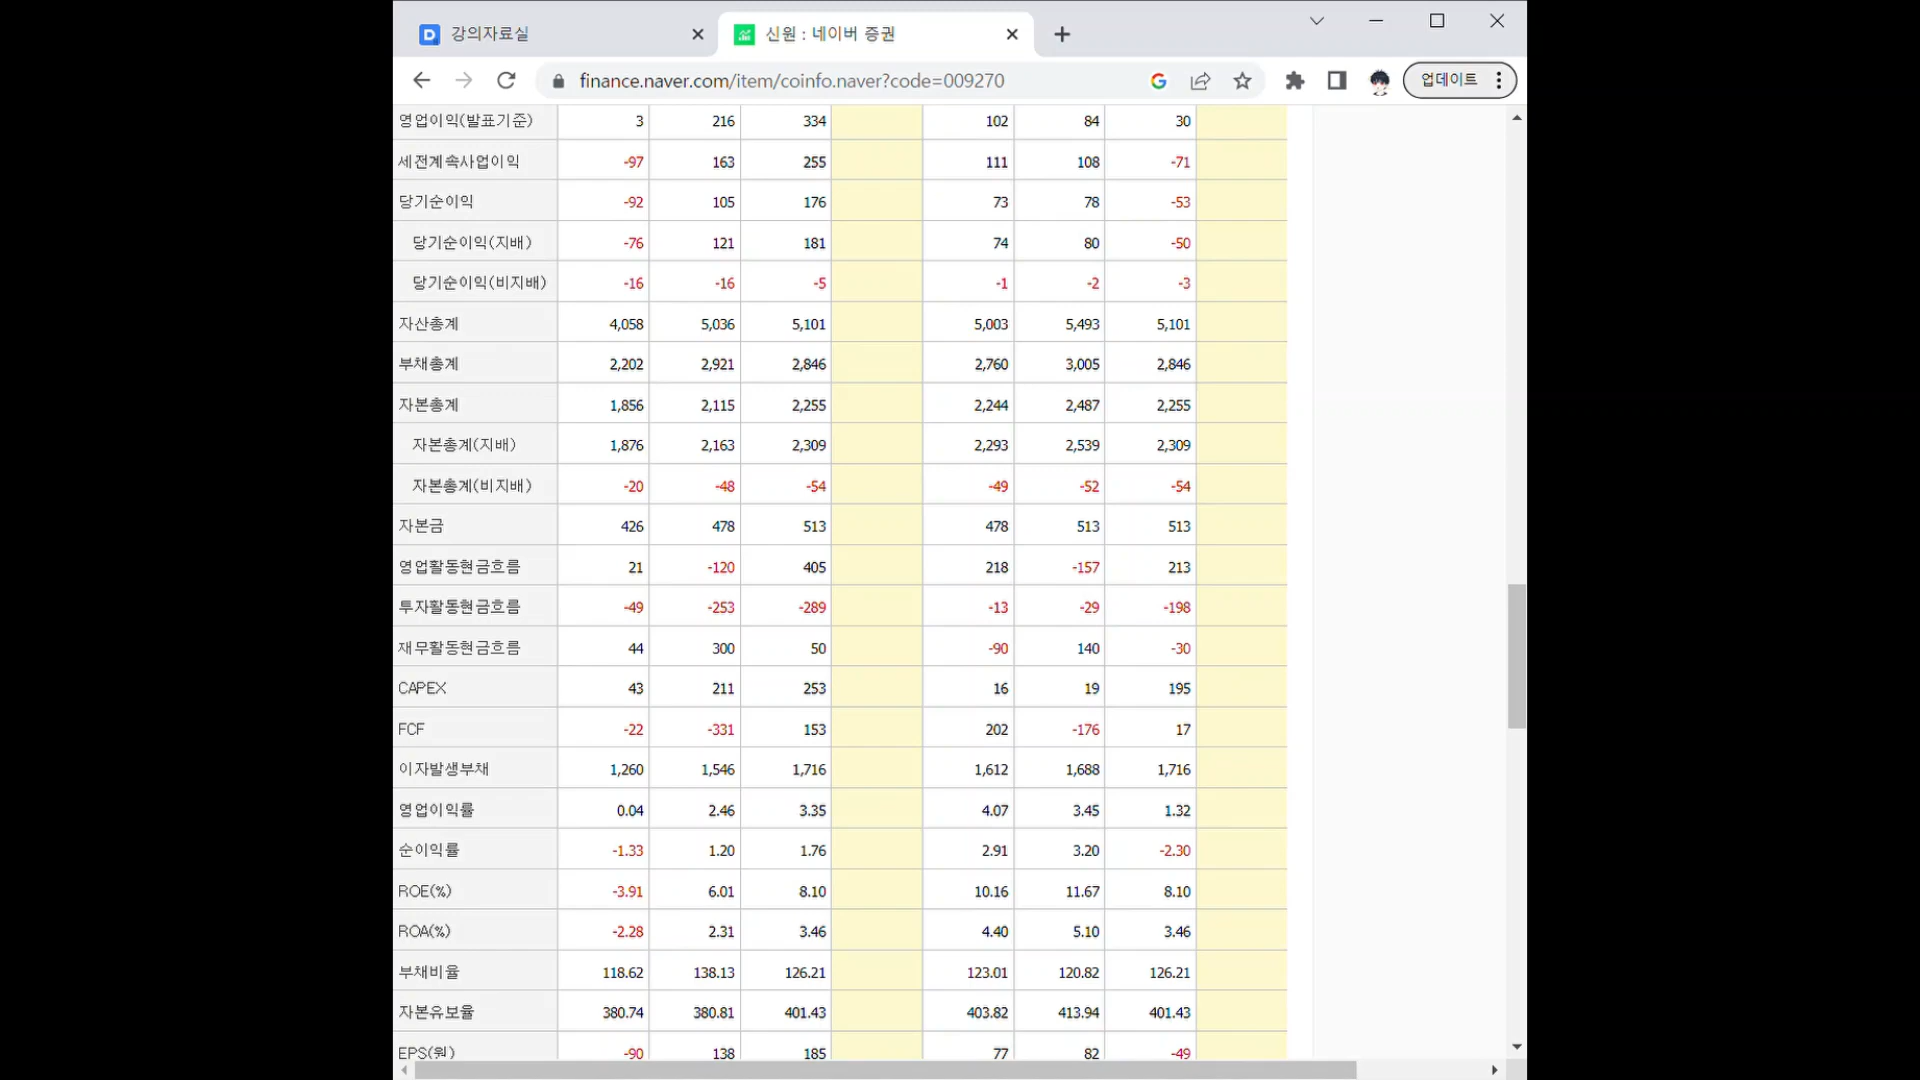 강의자료실
신원 : 네이버 증권
finance.naver.com/item/coinfo.naver?code=009270
업데이트
영업이익(발표기준) 3 216 334 102 84 30
세전계속사업이익 -97 163 255 111 108 -71
당기순이익 -92 105 176 73 78 -53
당기순이익(지배) -76 121 181 74 80 -50
당기순이익(비지배) -16 -16 -5 -1 -2 -3
자산총계 4,058 5,036 5,101 5,003 5,493 5,101
부채총계 2,202 2,921 2,846 2,760 3,005 2,846
자본총계 1,856 2,115 2,255 2,244 2,487 2,255
자본총계(지배) 1,876 2,163 2,309 2,293 2,539 2,309
자본총계(비지배) -20 -48 -54 -49 -52 -54
자본금 426 478 513 478 513 513
영업활동현금흐름 21 -120 405 218 -157 213
투자활동현금흐름 -49 -253 -289 -13 -29 -198
재무활동현금흐름 44 300 50 -90 140 -30
CAPEX 43 211 253 16 19 195
FCF -22 -331 153 202 -176 17
이자발생부채 1,260 1,546 1,716 1,612 1,688 1,716
영업이익률 0.04 2.46 3.35 4.07 3.45 1.32
순이익률 -1.33 1.20 1.76 2.91 3.20 -2.30
ROE(%) -3.91 6.01 8.10 10.16 11.67 8.10
ROA(%) -2.28 2.31 3.46 4.40 5.10 3.46
부채비율 118.62 138.13 126.21 123.01 120.82 126.21
자본유보율 380.74 380.81 401.43 403.82 413.94 401.43
EPS(원) -90 138 185 77 82 -49